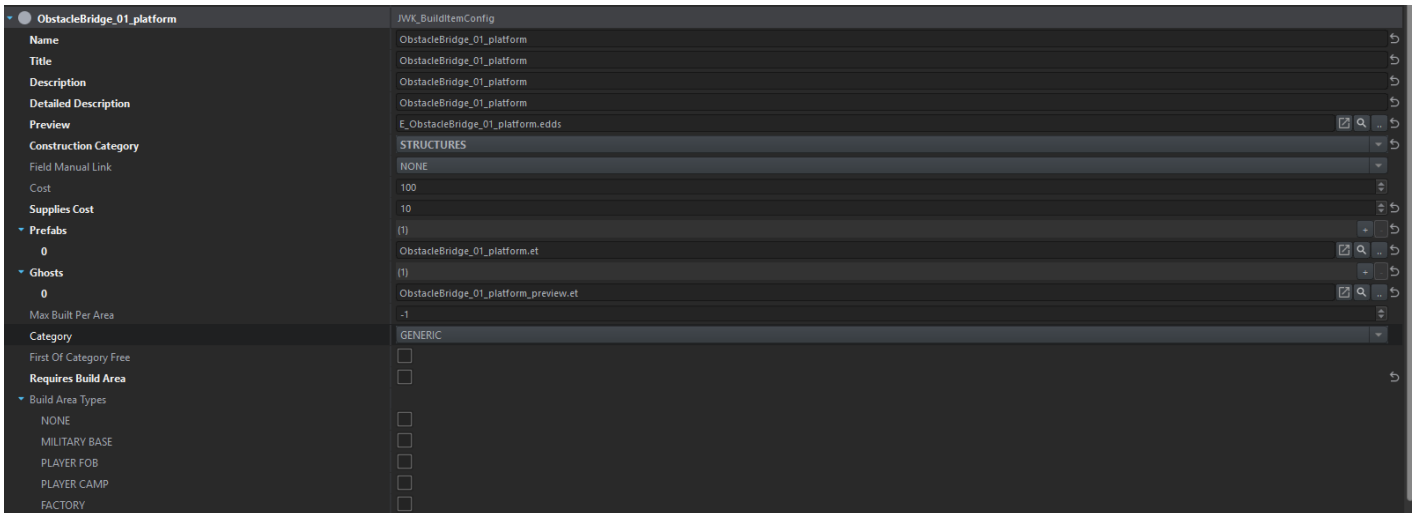 ObstacleBridge_01_platform JWK_BuildItemConfig
Name ObstacleBridge_01_platform
Title ObstacleBridge_01_platform
Description ObstacleBridge_01_platform
Detailed Description ObstacleBridge_01_platform
Preview E_ObstacleBridge_01_platform.edds ..
Construction Category STRUCTURES
Field Manual Link NONE
Cost 100
Supplies Cost 10
Prefabs (1) +
0 ObstacleBridge_01_platform.et ..
Ghosts (1) +
0 ObstacleBridge_01_platform_preview.et ..
Max Built Per Area -1
Category GENERIC
First Of Category Free
Requires Build Area
Build Area Types
NONE
MILITARY BASE
PLAYER FOB
PLAYER CAMP
FACTORY